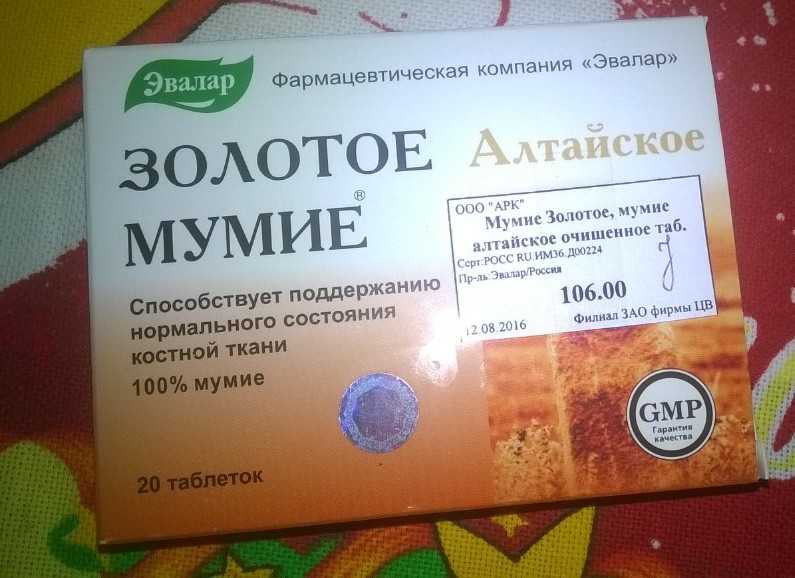 Эвалар
Фармацевтическая компания «Эвалар»
ЗОЛОТОЕ
Алтайское
МУМИЕ®
ООО "АРК"
Мумие Золотое, мумие
алтайское очишенное таб.
Серт:РОСС RU.ИМ36.Д00224
Пр-ль:Эвалар/Россия
106.00
12.08.2016
Филиал ЗАО фирмы ЦВ
Способствует поддержанию
нормального состояния
костной ткани
100% мумие
20 таблеток
GMP
Гарантия
качества